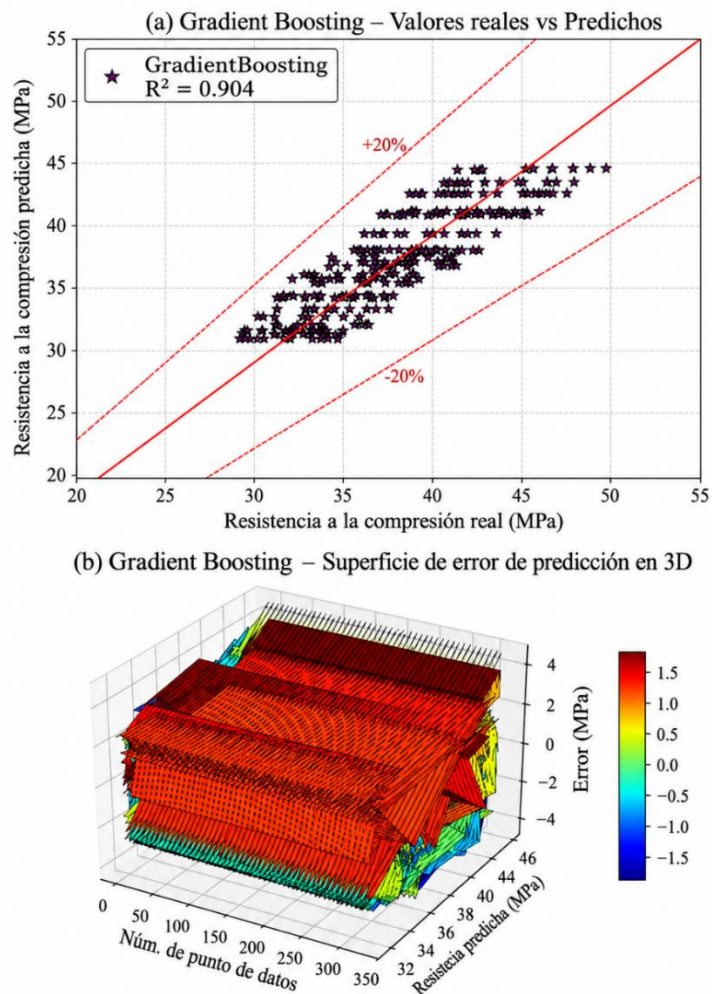 (a) Gradient Boosting – Valores reales vs Predichos
Resistencia a la compresión predicha (MPa)
55
50
45
40
35
30
25
20
GradientBoosting
R² = 0.904
+20%
-20%
20 30 35 40 45 50 55
Resistencia a la compresión real (MPa)
(b) Gradient Boosting – Superficie de error de predicción en 3D
4
2
0
−2
−4
Error (MPa)
1.5
1.0
0.5
0.0
−0.5
−1.0
−1.5
0 50 100 150 200 250 300 350
Núm. de punto de datos
32 34 36 38 40 42 44 46
Resistecia predicha (MPa)